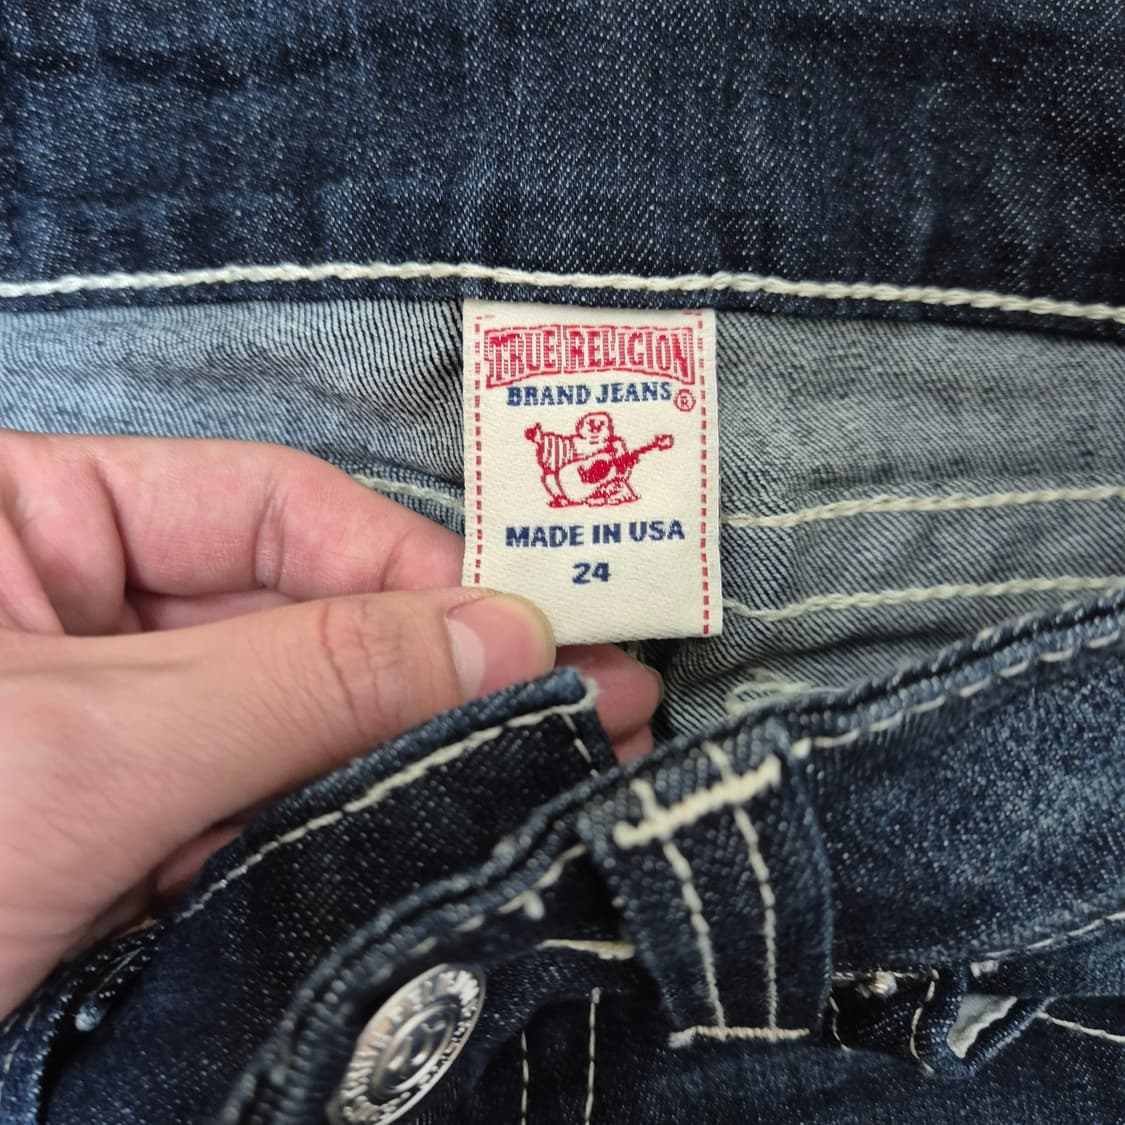 TRUE RELIGION
BRAND JEANS®
MADE IN USA
24